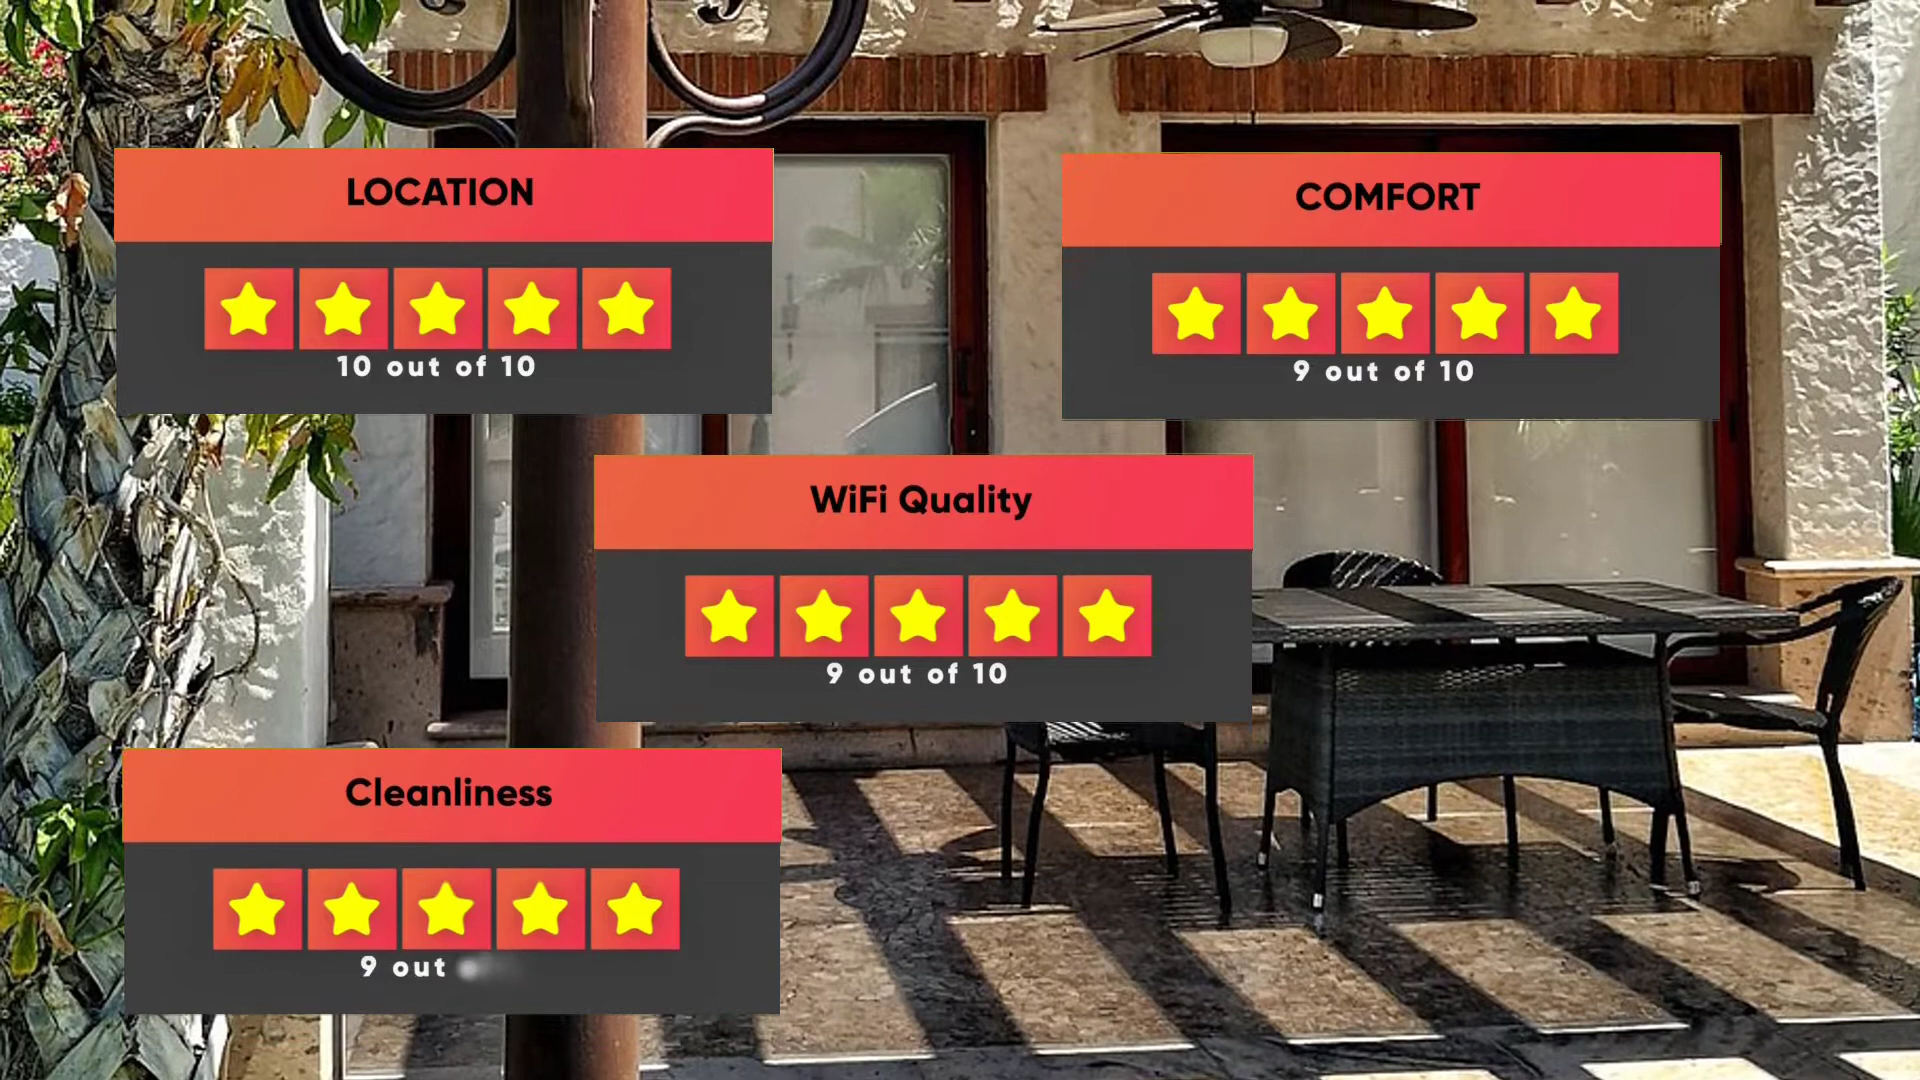 LOCATION
10 out of 10
COMFORT
9 out of 10
WiFi Quality
9 out of 10
Cleanliness
9 out